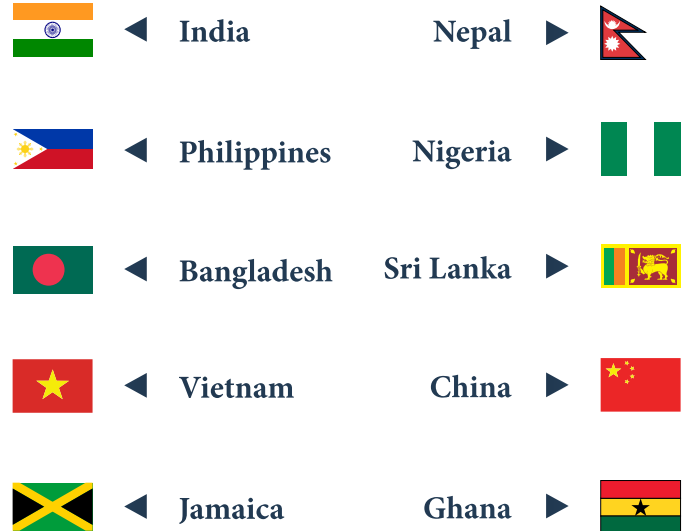 India
Nepal
Philippines
Nigeria
Bangladesh
Sri Lanka
Vietnam
China
Jamaica
Ghana